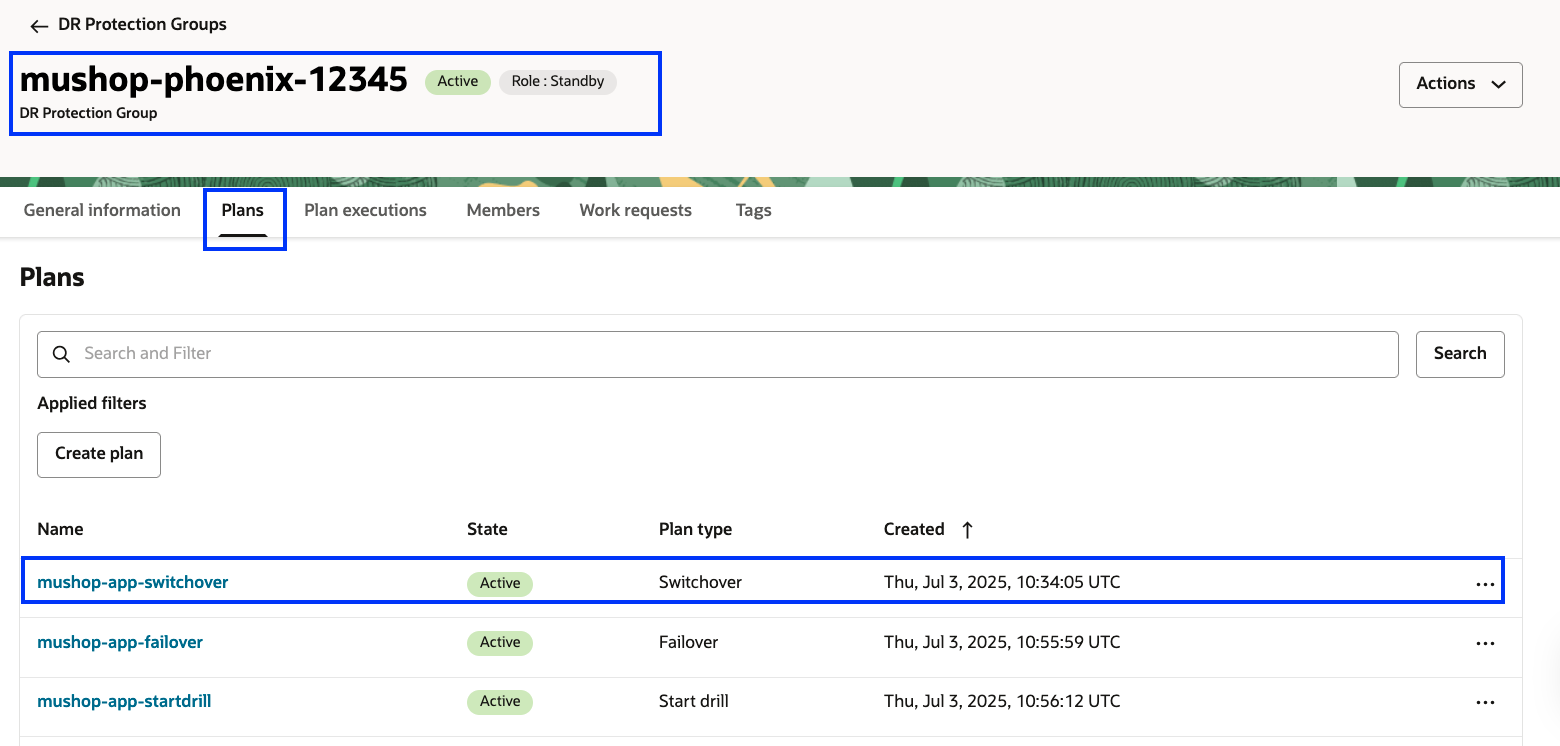 DR Protection Groups
mushop-phoenix-12345 Active Role : Standby
DR Protection Group
Actions
General information Plans Plan executions Members Work requests Tags
Plans
Search and Filter Search
Applied filters
Create plan
Name State Plan type Created
mushop-app-switchover Active Switchover Thu, Jul 3, 2025, 10:34:05 UTC
mushop-app-failover Active Failover Thu, Jul 3, 2025, 10:55:59 UTC
mushop-app-startdrill Active Start drill Thu, Jul 3, 2025, 10:56:12 UTC